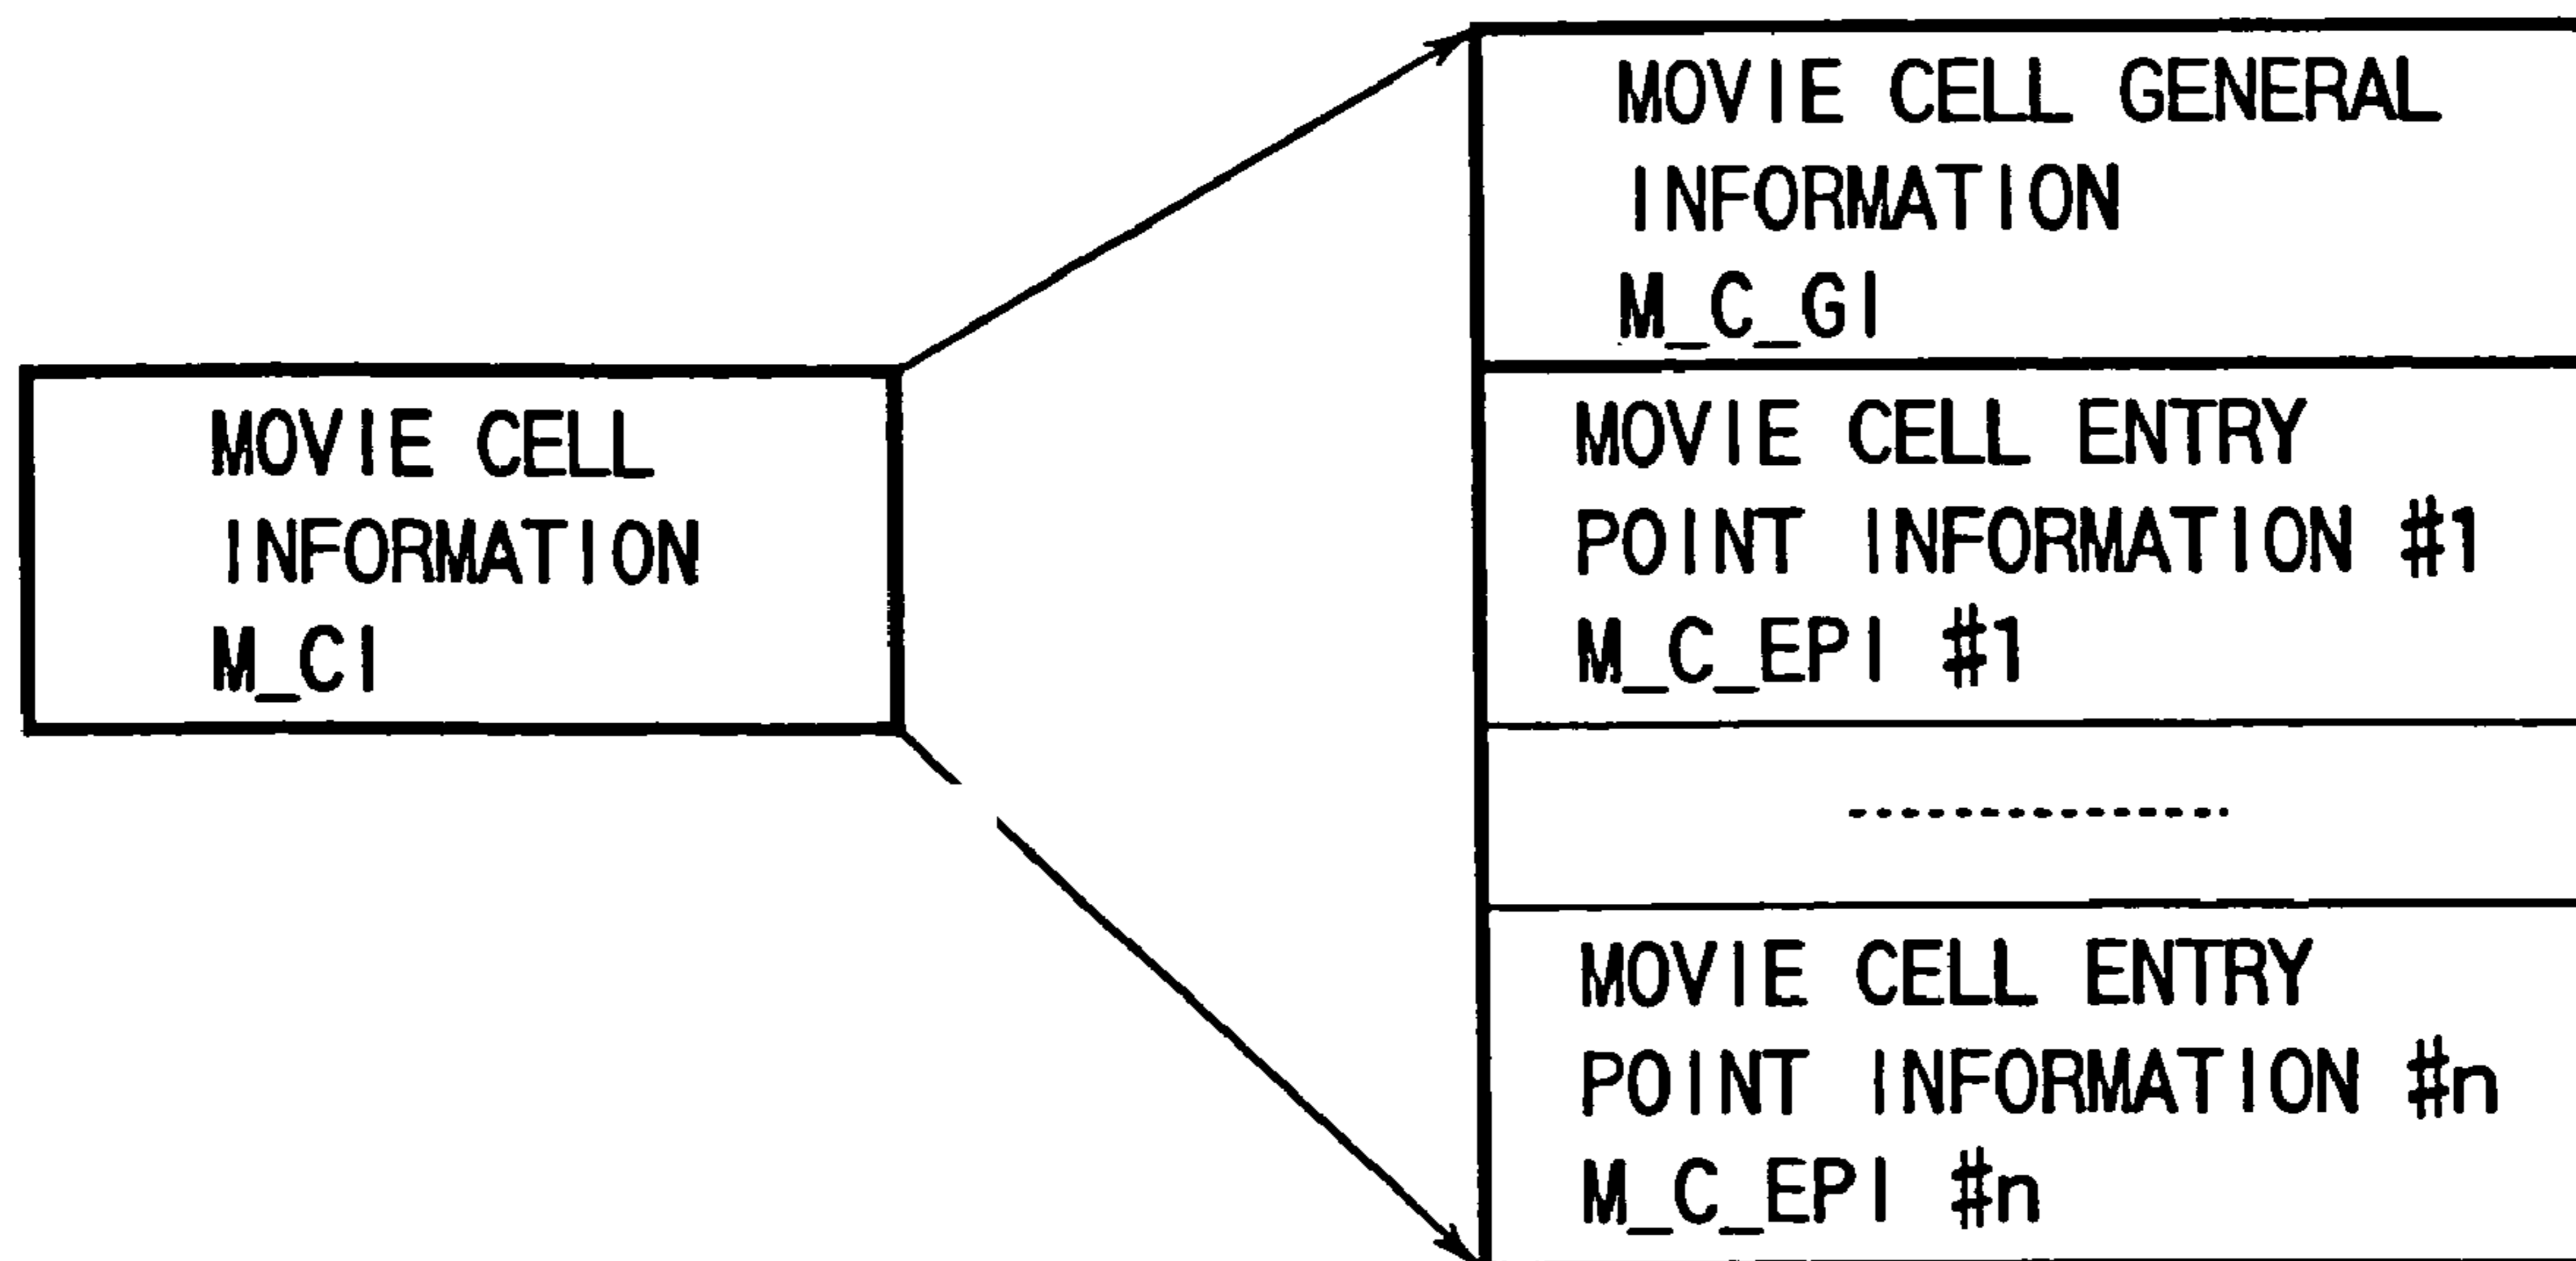 MOVIE CELL
INFORMATION
M_CI
MOVIE CELL GENERAL
INFORMATION
M_C_GI
MOVIE CELL ENTRY
POINT INFORMATION #1
M_C_EPI #1
MOVIE CELL ENTRY
POINT INFORMATION #n
M_C_EPI #n